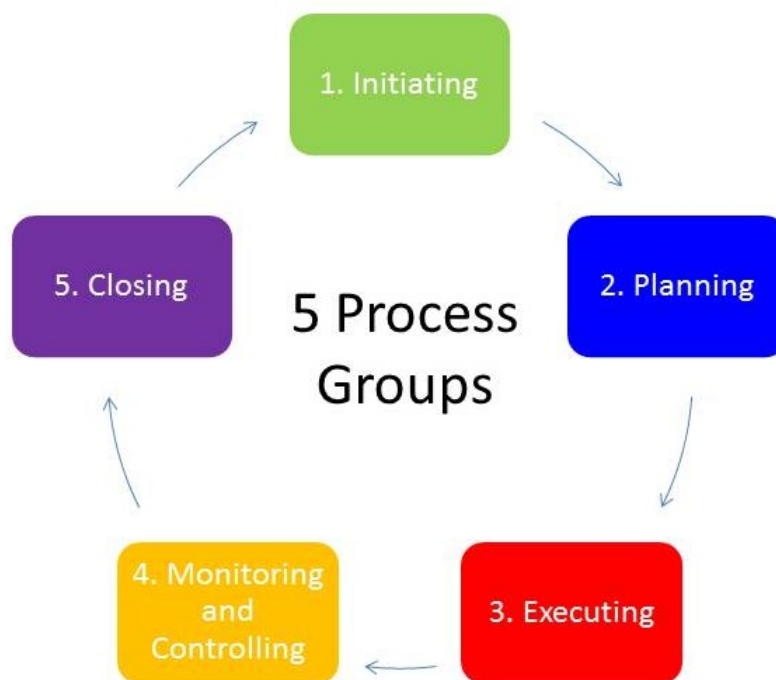 1. Initiating
2. Planning
3. Executing
4. Monitoring
and
Controlling
5. Closing
5 Process
Groups